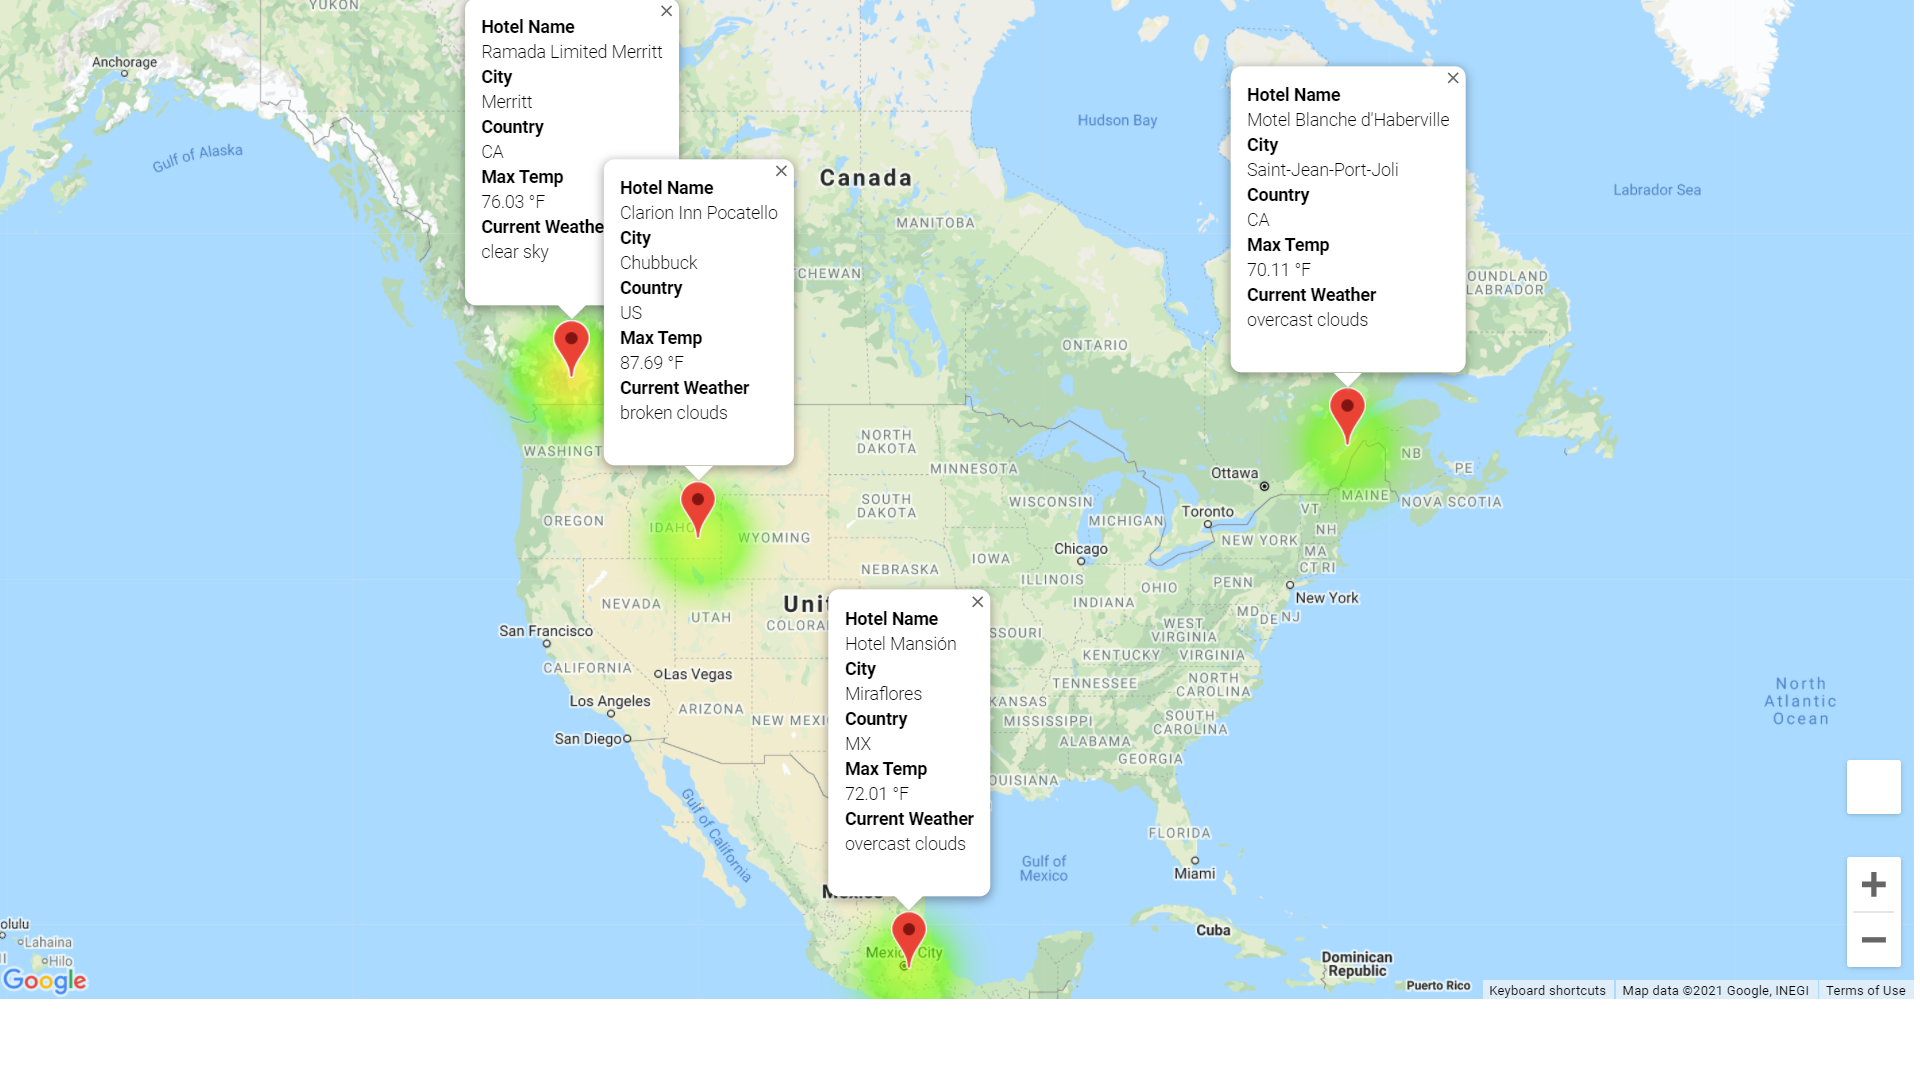 YUKON
Anchorage
Gulf of Alaska
Hotel Name
Ramada Limited Merritt
City
Merritt
Country
CA
Max Temp
76.03 °F
Current Weathe
clear sky
Hotel Name
Clarion Inn Pocatello
City
Chubbuck
Country
US
Max Temp
87.69 °F
Current Weather
broken clouds
Canada
Hudson Bay
MANITOBA
TCHEWAN
ONTARIO
Hotel Name
Motel Blanche d'Haberville
City
Saint-Jean-Port-Joli
Country
CA
Max Temp
70.11 °F
Current Weather
overcast clouds
Labrador Sea
OUNDLAND
LABRADOR
WASHINGT
NORTH
DAKOTA
MINNESOTA
Ottawa
NB
PE
MAINE
NOVA SCOTIA
OREGON
IDAHO
WYOMING
SOUTH
DAKOTA
WISCONSIN
MICHIGAN
Toronto
VT
NH
NEW YORK
MA
CT RI
Chicago
IOWA
NEBRASKA
ILLINOIS
INDIANA
OHIO
PENN
New York
NEVADA
UTAH
Unit
COLORA
MD
DE
NJ
San Francisco
CALIFORNIA
Las Vegas
Los Angeles
San Diego
ARIZONA
NEW MEXI
Hotel Name
Hotel Mansión
City
Miraflores
Country
MX
Max Temp
72.01 °F
Current Weather
overcast clouds
SSOURI
WEST
VIRGINIA
KENTUCKY
VIRGINIA
TENNESSEE
NORTH
CAROLINA
KANSAS
MISSISSIPPI
SOUTH
CAROLINA
ALABAMA
GEORGIA
OUISIANA
North
Atlantic
Ocean
Gulf of California
FLORIDA
Gulf of
Mexico
Miami
Mexico
Mexico City
Cuba
Dominican
Republic
Puerto Rico
olulu
Lahaina
Hilo
Google
Keyboard shortcuts
Map data ©2021 Google, INEGI
Terms of Use